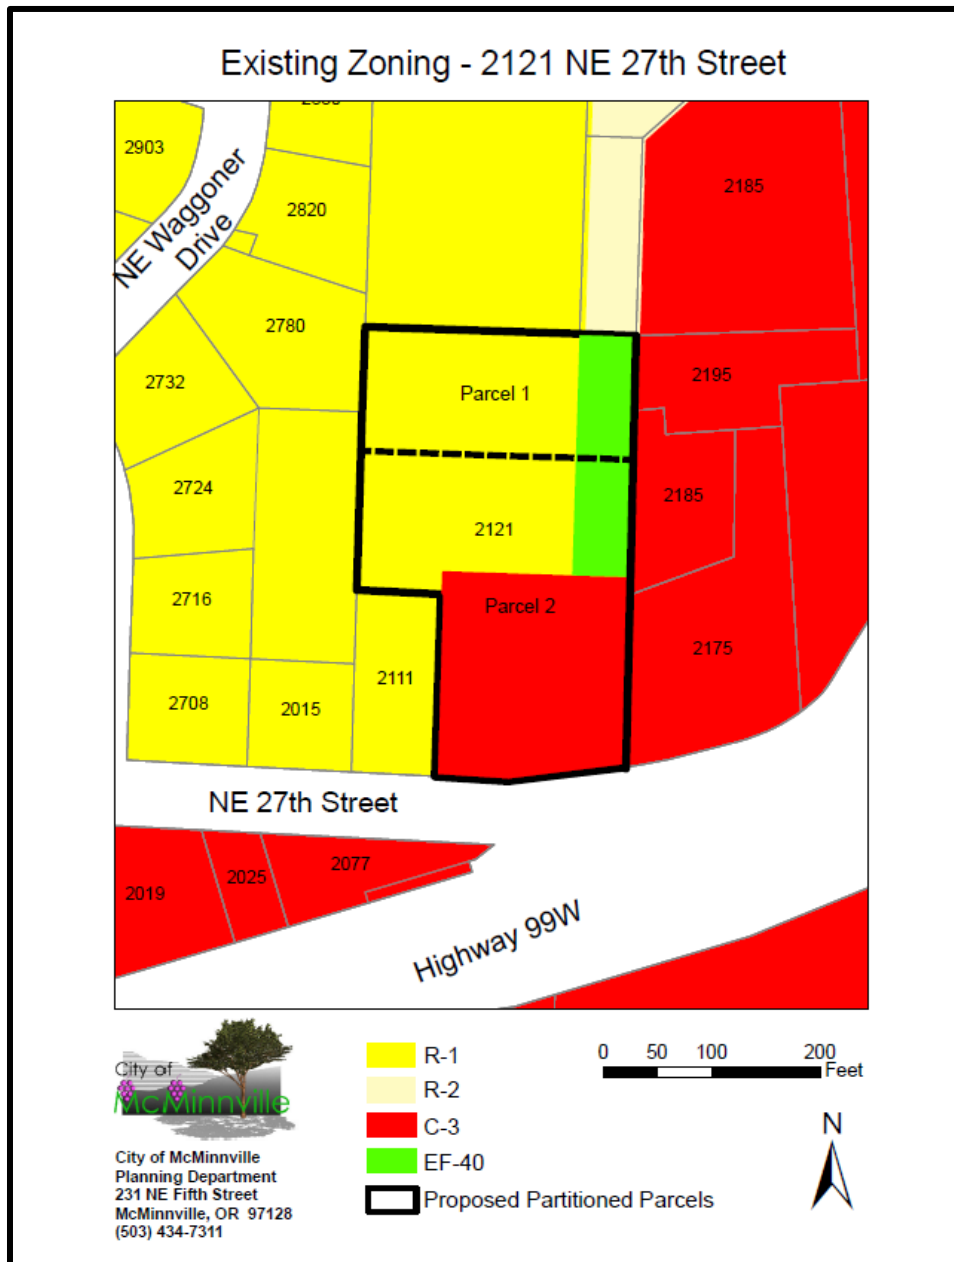 Existing Zoning - 2121 NE 27th Street
2903
NE Waggoner
Drive
2820
2185
2780
2732
Parcel 1
2195
2724
2121
2185
2716
Parcel 2
2111
2175
2708
2015
NE 27th Street
2077
2025
2019
Highway 99W
City of
McMinnville
City of McMinnville
Planning Department
231 NE Fifth Street
McMinnville, OR 97128
(503) 434-7311
R-1
R-2
C-3
EF-40
Proposed Partitioned Parcels
0 50 100 200
Feet
N